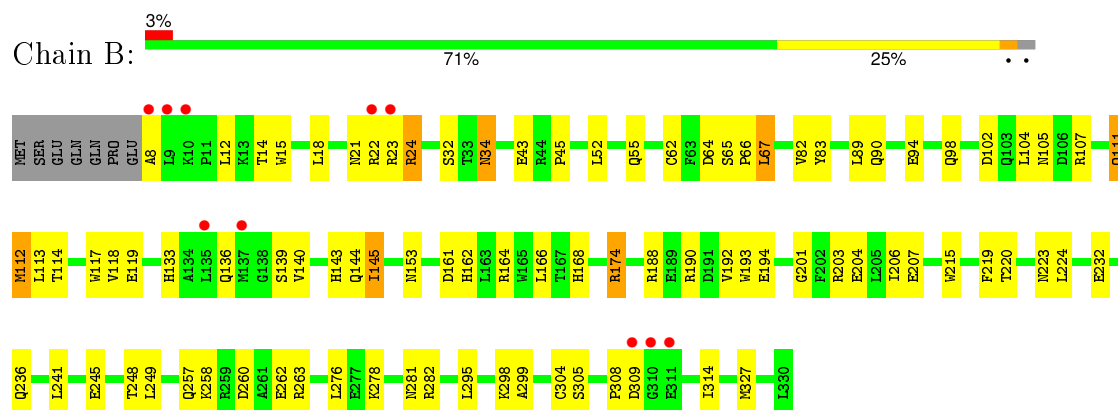 3%
Chain B:
71% 25% • •
MET SER GLU GLN GLN PRO GLU A8 I9 K10 P11 L12 K13 T14 W15 L18 N21 R22 R23 R24 S32 T33 N34 E43 R44 P45 L52 Q55 C62 F63 D64 S65 P66 L67 V82 Y83 L89 Q90 E94 Q98 D102 Q103 L104 N105 D106 R107 Q111
M112 L113 T114 W117 V118 E119 H133 A134 L135 Q136 M137 G138 S139 V140 H143 Q144 I145 N153 D161 H162 L163 R164 W165 L166 T167 H168 R174 R188 E189 R190 D191 V192 W193 E194 G201 F202 R203 E204 L205 I206 E207 W215 F219 T220 N223 L224 E232
Q236 L241 E245 T248 L249 Q257 K258 R259 D260 A261 E262 R263 L276 E277 K278 N281 R282 L295 K298 A299 C304 S305 P308 D309 G310 E311 I314 M327 L330